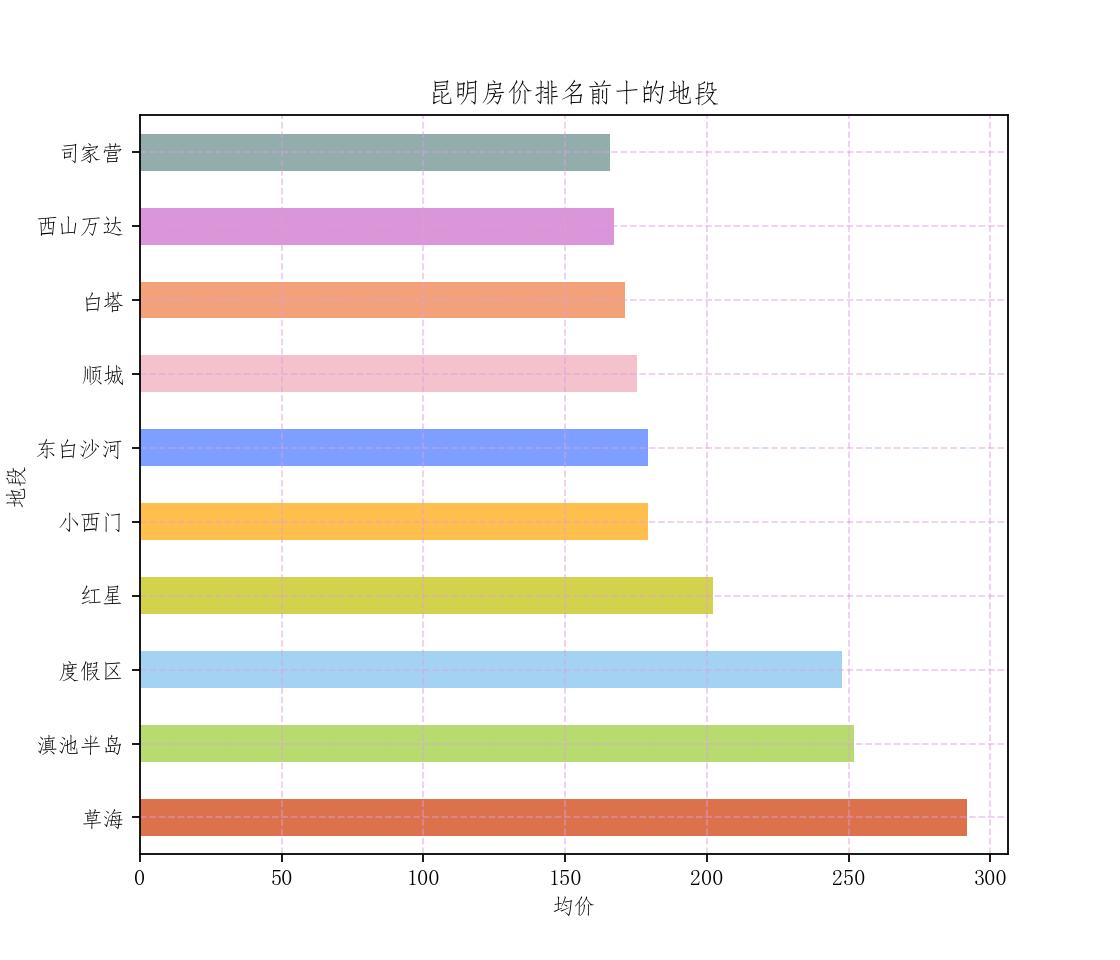 昆明房价排名前十的地段
司家营
西山万达
白塔
顺城
东白沙河
小西门
红星
度假区
滇池半岛
草海
地段
0 50 100 150 200 250 300
均价